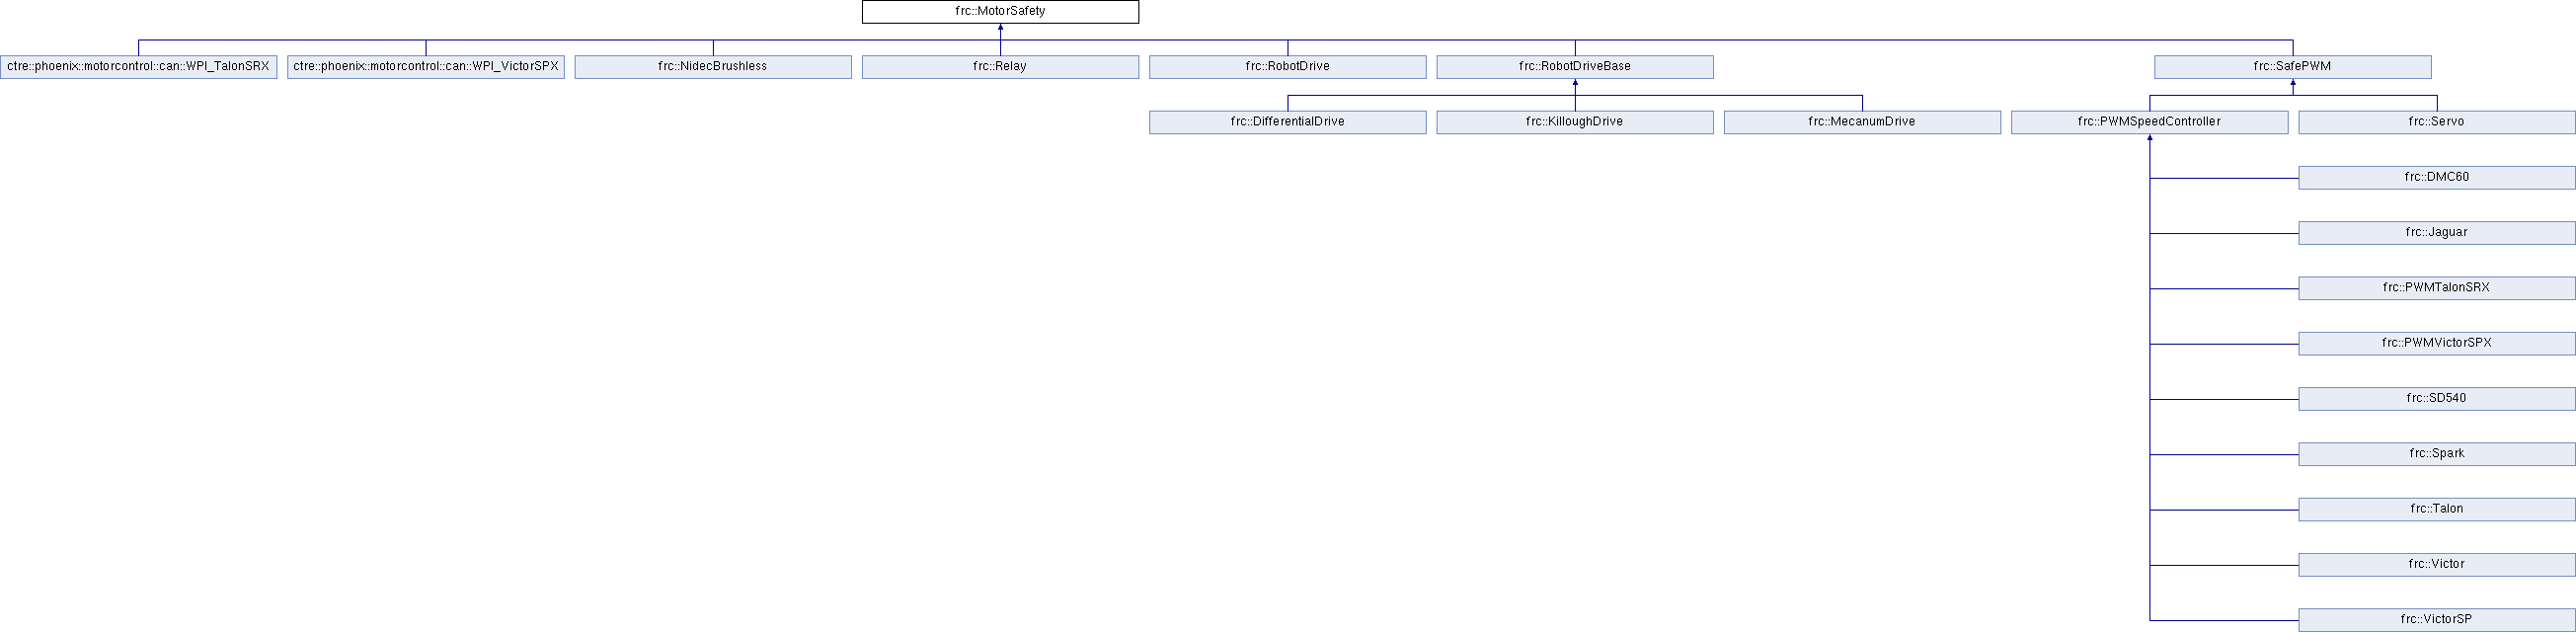 frc::MotorSafety
ctre::phoenix::motorcontrol::can::WPI_TalonSRX
ctre::phoenix::motorcontrol::can::WPI_VictorSPX
frc::NidecBrushless
frc::Relay
frc::RobotDrive
frc::RobotDriveBase
frc::SafePWM
frc::DifferentialDrive
frc::KilloughDrive
frc::MecanumDrive
frc::PWMSpeedController
frc::Servo
frc::DMC60
frc::Jaguar
frc::PWMTalonSRX
frc::PWMVictorSPX
frc::SD540
frc::Spark
frc::Talon
frc::Victor
frc::VictorSP